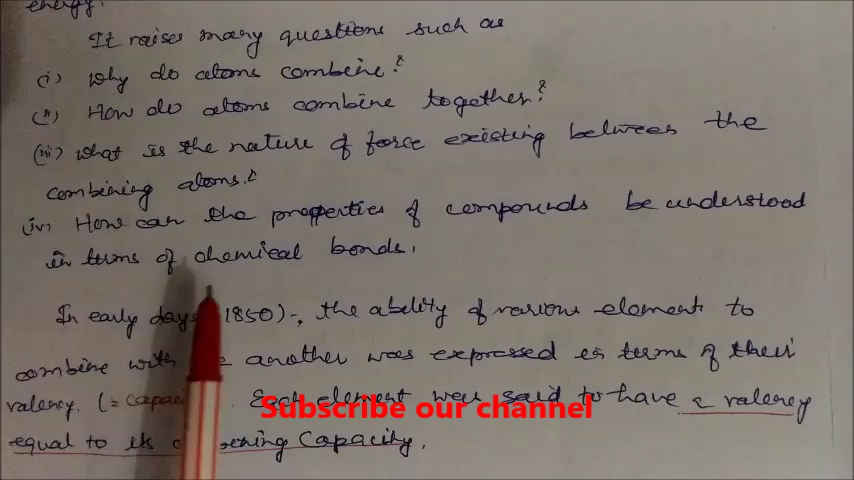 energy.
It raises many questions such as
(i) Why do atoms combine?
(ii) How do atoms combine together?
(iii) what is the nature of force existing between the
combining atoms.?
(iv) How can the properties of compounds be understood
in terms of chemical bonds.
In early days 1850)-, the ability of various element to
combine with another was expressed in terms of their
valency. (= Capaci . Each element was said to have a valency
equal to its Capacity.
Subscribe our channel